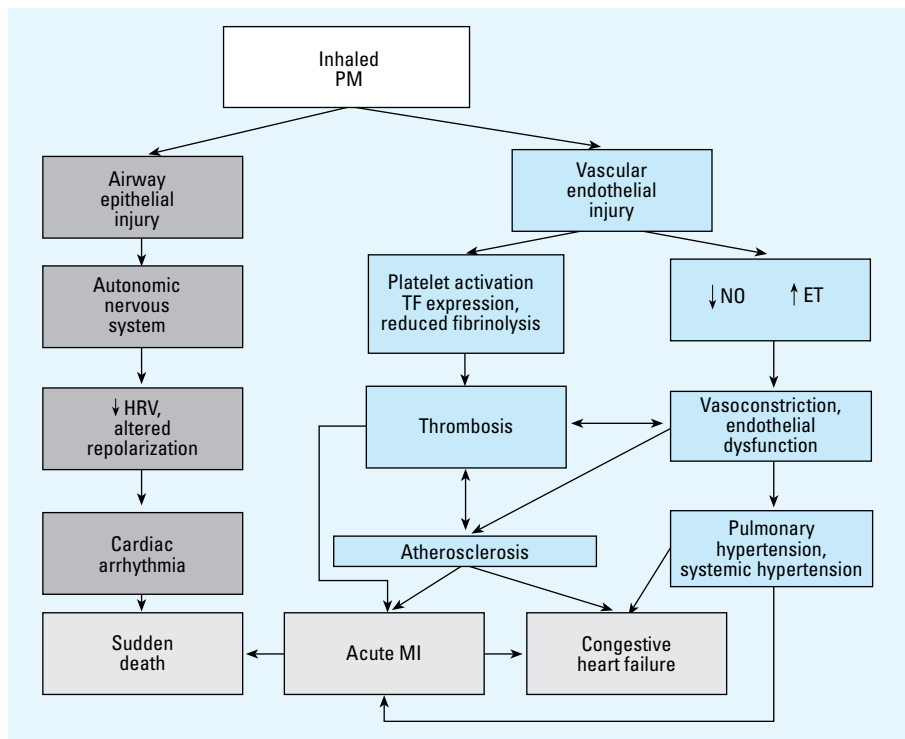 Inhaled
PM
Airway
epithelial
injury
Vascular
endothelial
injury
Autonomic
nervous
system
Platelet activation
TF expression,
reduced fibrinolysis
↓ NO ↑ ET
↓ HRV,
altered
repolarization
Thrombosis
Vasoconstriction,
endothelial
dysfunction
Cardiac
arrhythmia
Atherosclerosis
Pulmonary
hypertension,
systemic hypertension
Sudden
death
Acute MI
Congestive
heart failure